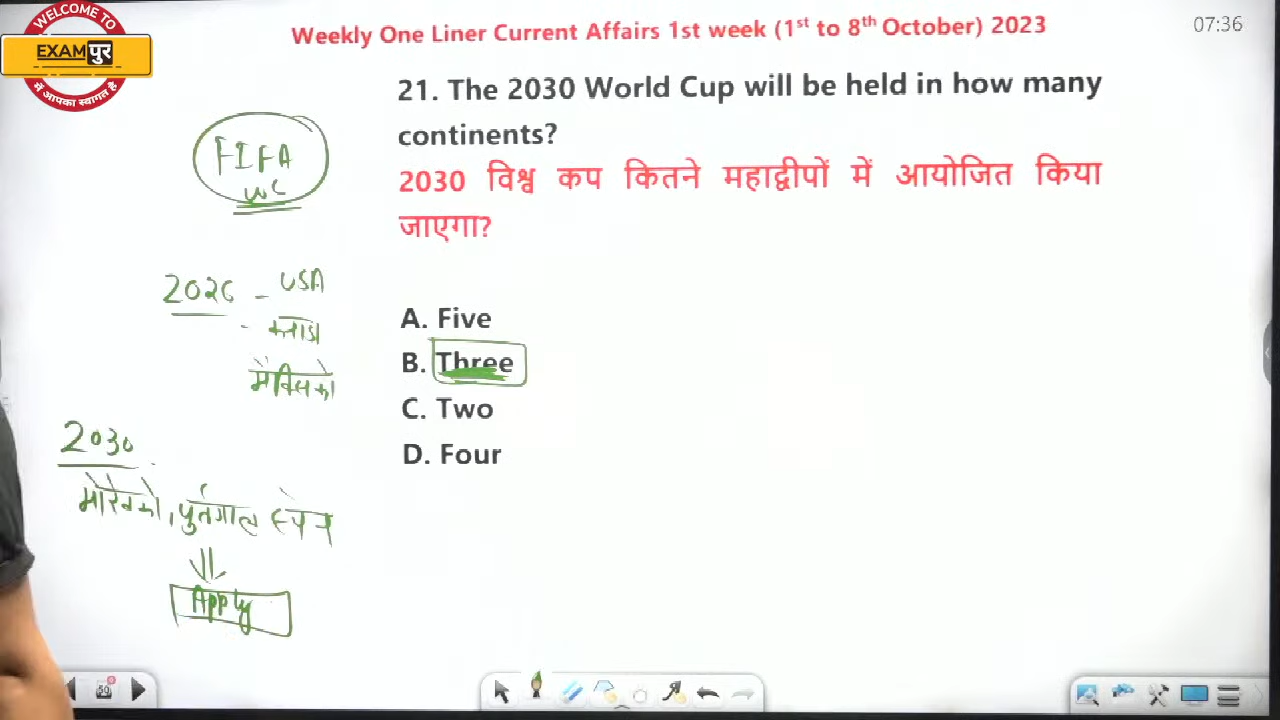 WELCOME TO
EXAMपुर
में आपका स्वागत है
Weekly One Liner Current Affairs 1st week (1st to 8th October) 2023
07:36
21. The 2030 World Cup will be held in how many
continents?
2030 विश्व कप कितने महाद्वीपों में आयोजित किया
जाएगा?
A. Five
B. Three
C. Two
D. Four
FIFA
WC
2026 - USA
मैक्सिको
2030
पुर्तगाल स्पेन
Apply